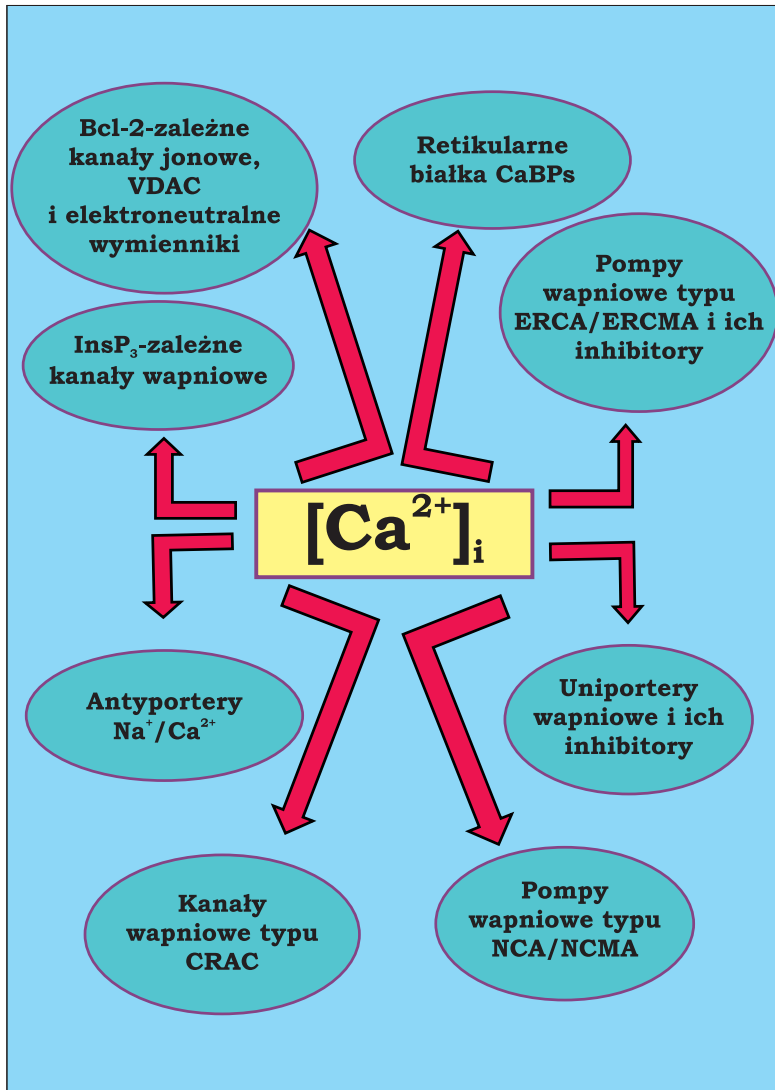 Bcl-2-zależne
kanały jonowe,
VDAC
i elektroneutralne
wymienniki
Retikularne
białka CaBPs
Pompy
wapniowe typu
ERCA/ERCMA i ich
inhibitory
InsP₃-zależne
kanały wapniowe
[Ca²⁺]ᵢ
Antyportery
Na⁺/Ca²⁺
Uniportery
wapniowe i ich
inhibitory
Kanały
wapniowe typu
CRAC
Pompy
wapniowe typu
NCA/NCMA